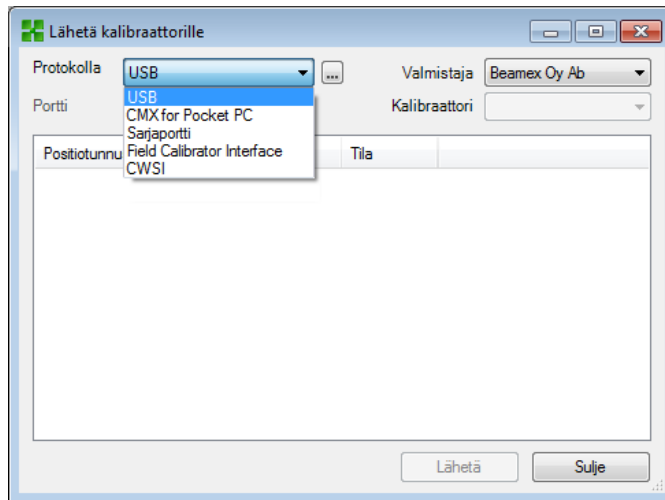 Lähetä kalibraattorille
Protokolla USB ... Valmistaja Beamex Oy Ab
Portti Kalibraattori
USB
CMX for Pocket PC
Sarjaportti
Field Calibrator Interface
CWSI
Positiotunnu Tila
Lähetä Sulje